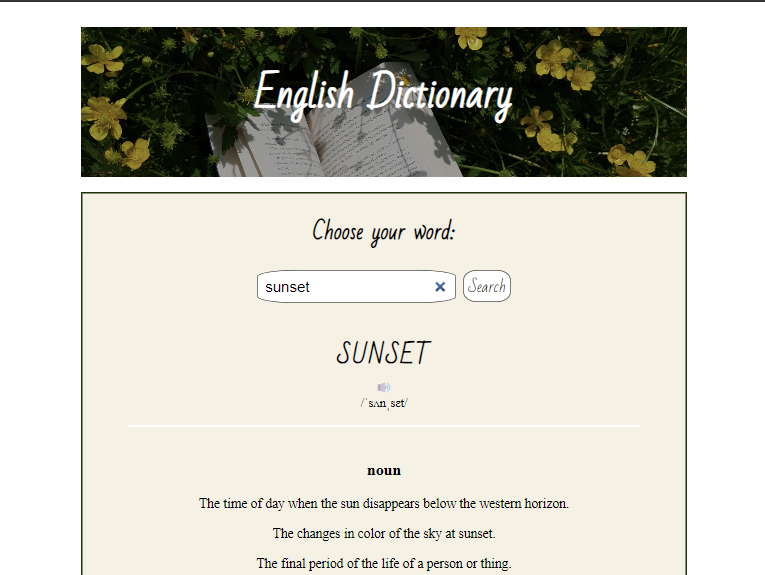 English Dictionary
Choose your word:
sunset
Search
SUNSET
/ˈsʌnˌsɛt/
noun
The time of day when the sun disappears below the western horizon.
The changes in color of the sky at sunset.
The final period of the life of a person or thing.